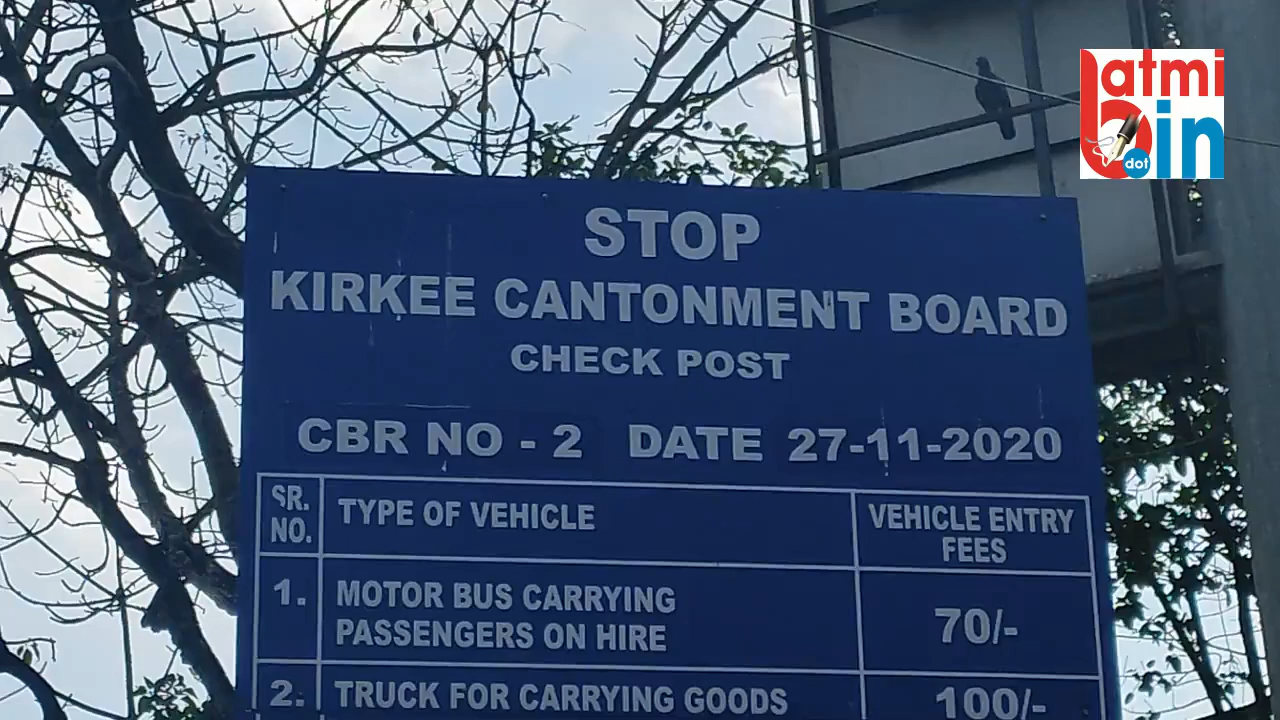 Batmi
dot
in
STOP
KIRKEE CANTONMENT BOARD
CHECK POST
CBR NO - 2 DATE 27-11-2020
SR. NO. TYPE OF VEHICLE VEHICLE ENTRY FEES
1. MOTOR BUS CARRYING PASSENGERS ON HIRE 70/-
2. TRUCK FOR CARRYING GOODS 100/-